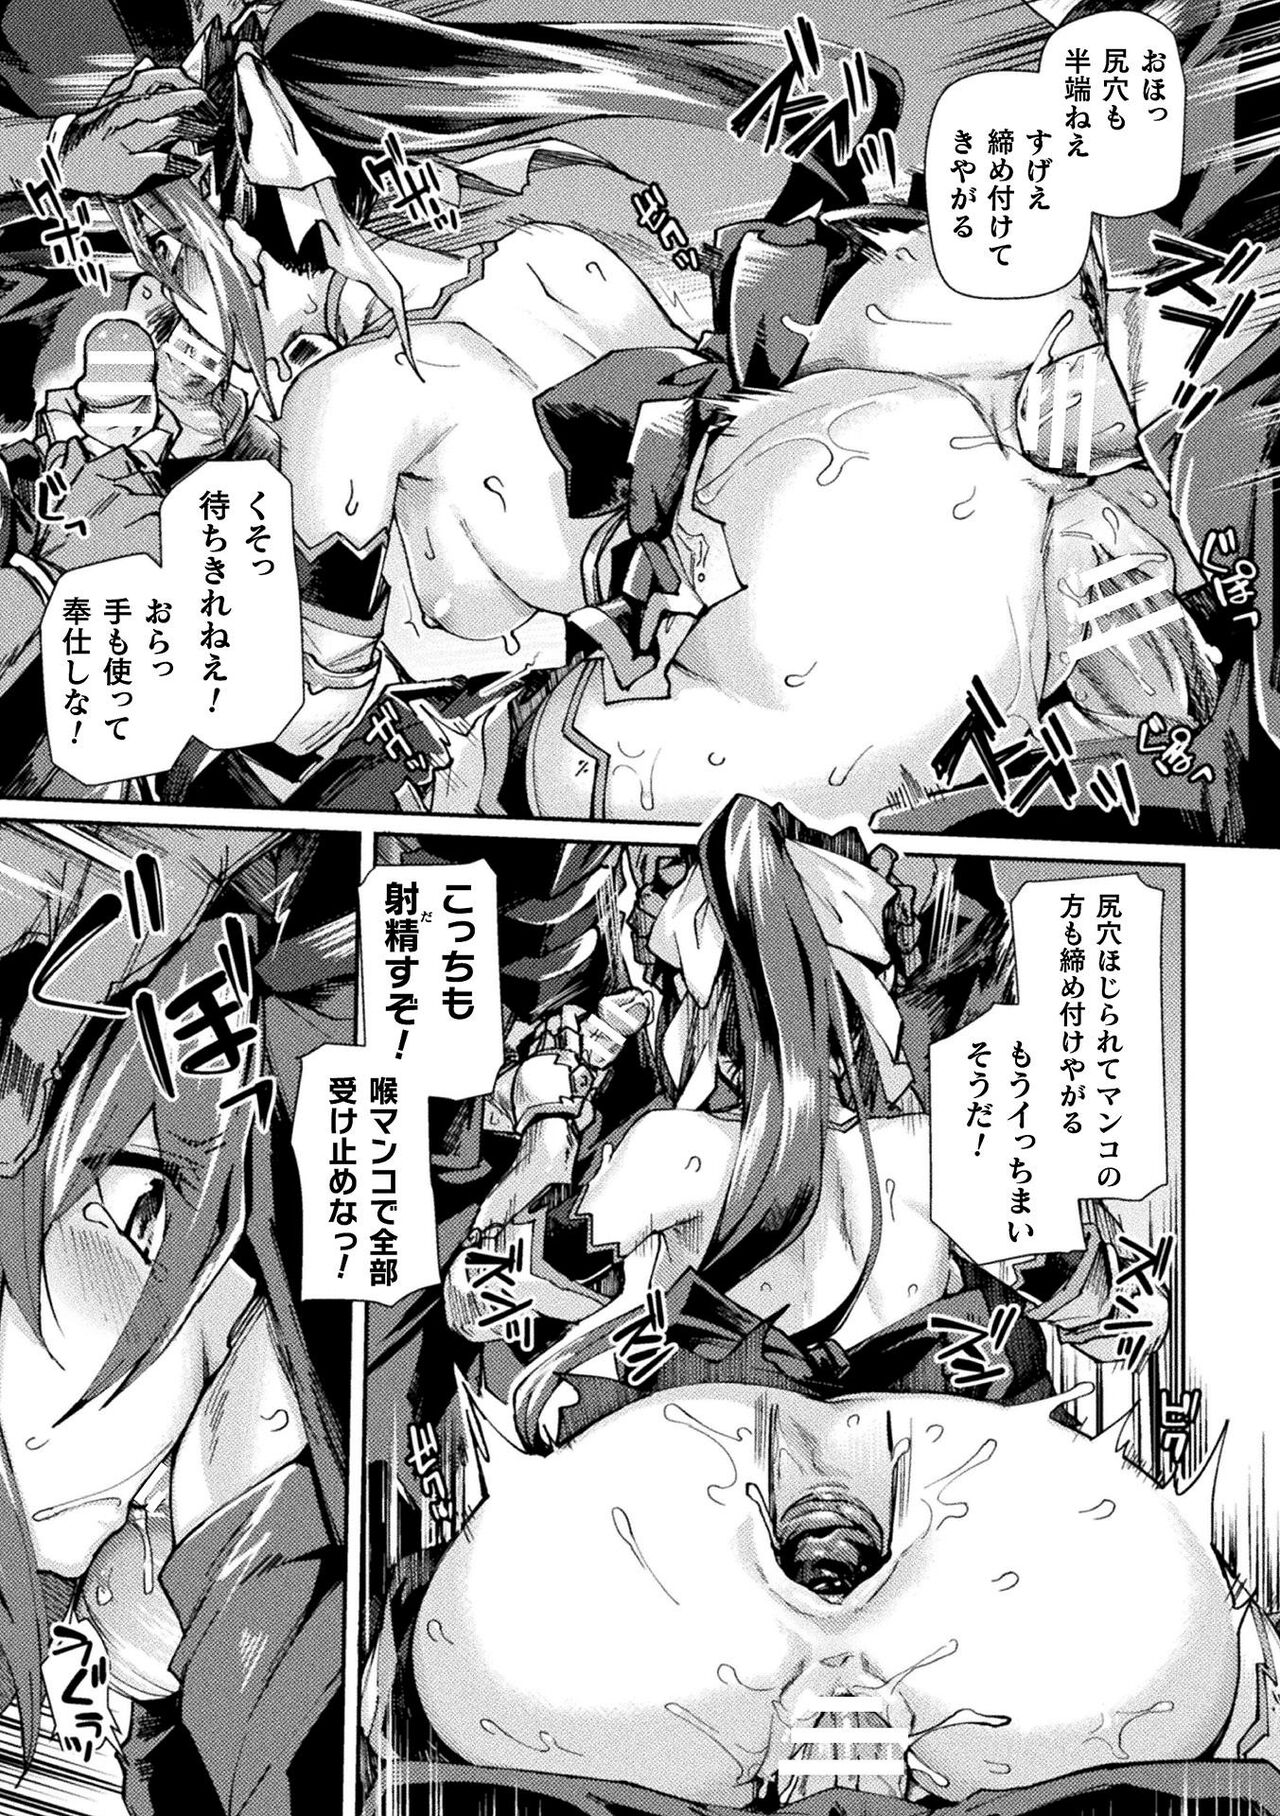 おほっ
尻穴も
半端ねえ
すげえ
締め付けて
きやがる
くそっ
待ちきれねえ！
おらっ
手も使って
奉仕しな！
尻穴ほじられてマンコの
方も締め付けやがる
もうイっちまい
そうだ！
こっちも
射精すぞ！
だ
喉マンコで全部
受け止めなっ！